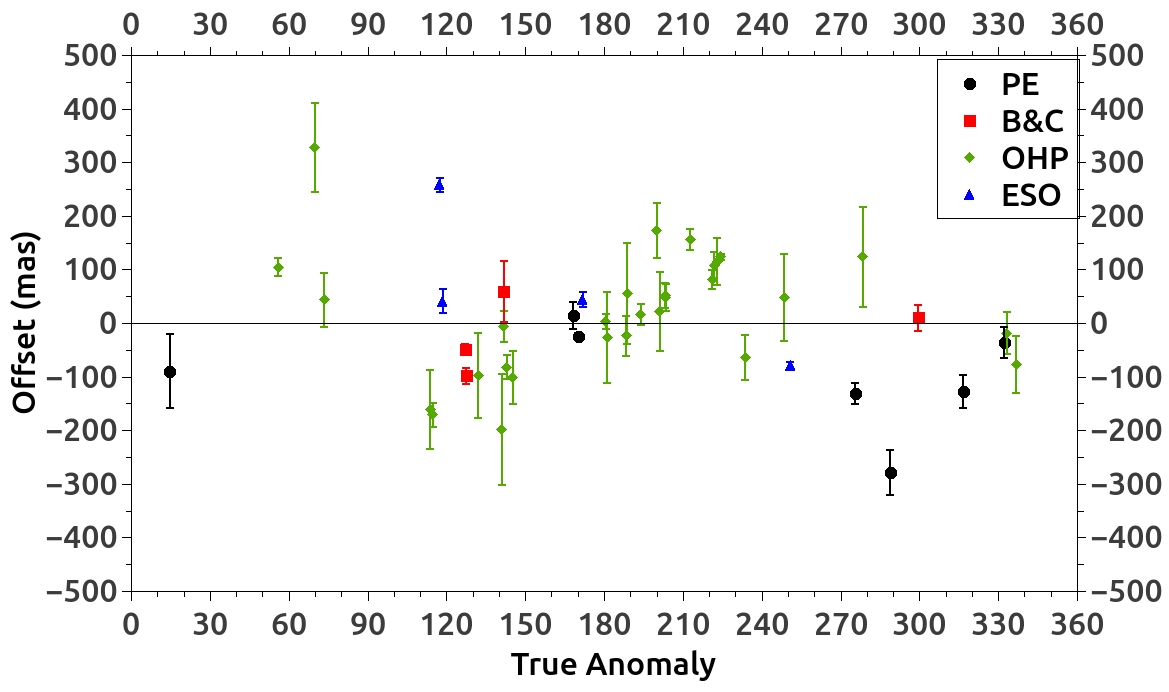 0 30 60 90 120 150 180 210 240 270 300 330 360
500 500
400 400
300 300
200 200
100 100
0 0
−100 −100
−200 −200
−300 −300
−400 −400
−500 −500
PE
B&C
OHP
ESO
Offset (mas)
0 30 60 90 120 150 180 210 240 270 300 330 360
True Anomaly